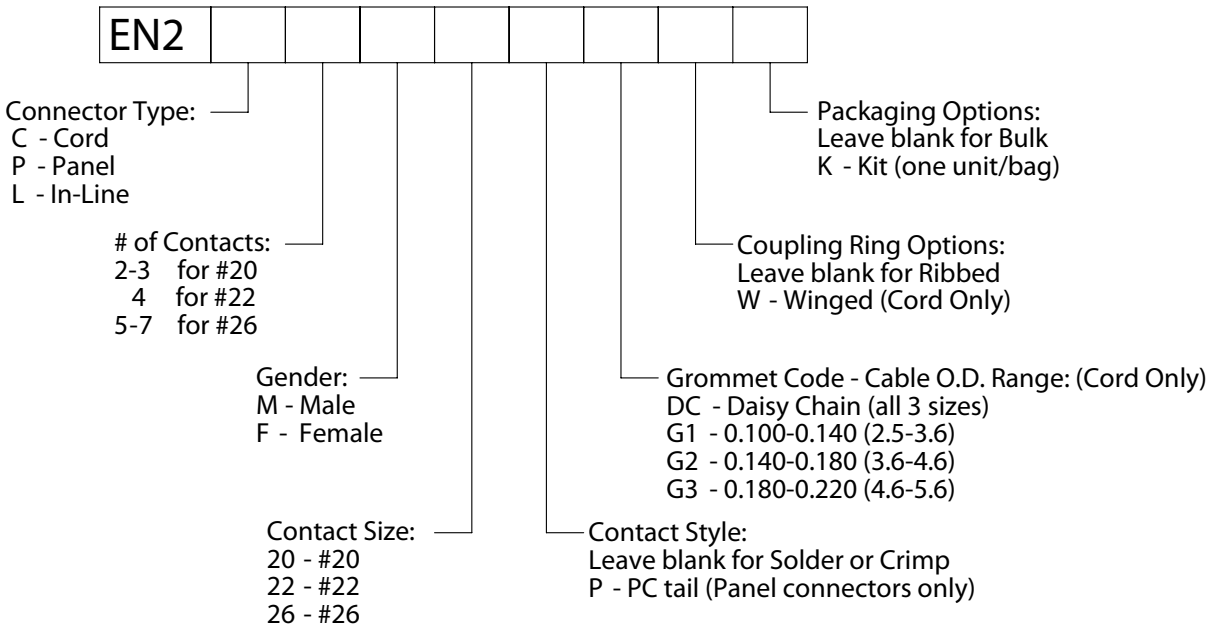 EN2
Connector Type:
C - Cord
P - Panel
L - In-Line
# of Contacts:
2-3 for #20
4 for #22
5-7 for #26
Gender:
M - Male
F - Female
Contact Size:
20 - #20
22 - #22
26 - #26
Contact Style:
Leave blank for Solder or Crimp
P - PC tail (Panel connectors only)
Grommet Code - Cable O.D. Range: (Cord Only)
DC - Daisy Chain (all 3 sizes)
G1 - 0.100-0.140 (2.5-3.6)
G2 - 0.140-0.180 (3.6-4.6)
G3 - 0.180-0.220 (4.6-5.6)
Coupling Ring Options:
Leave blank for Ribbed
W - Winged (Cord Only)
Packaging Options:
Leave blank for Bulk
K - Kit (one unit/bag)